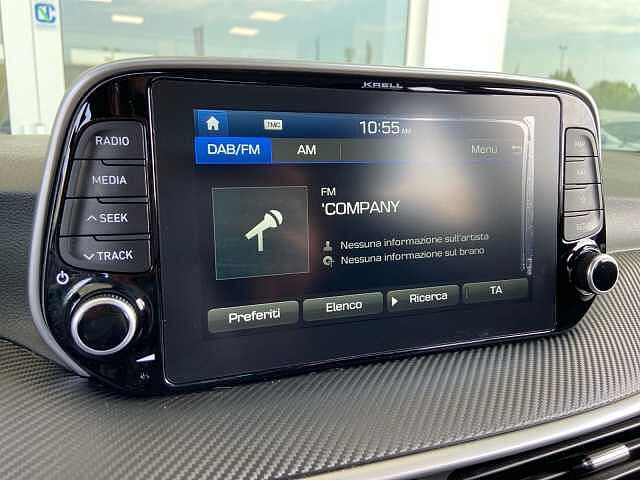 KRELL
TMC
10:55 AM
DAB/FM
AM
Menu
FM
'COMPANY
Nessuna informazione sull'artista
Nessuna informazione sul brano
Preferiti
Elenco
Ricerca
TA
RADIO
MEDIA
SEEK
TRACK
MAP